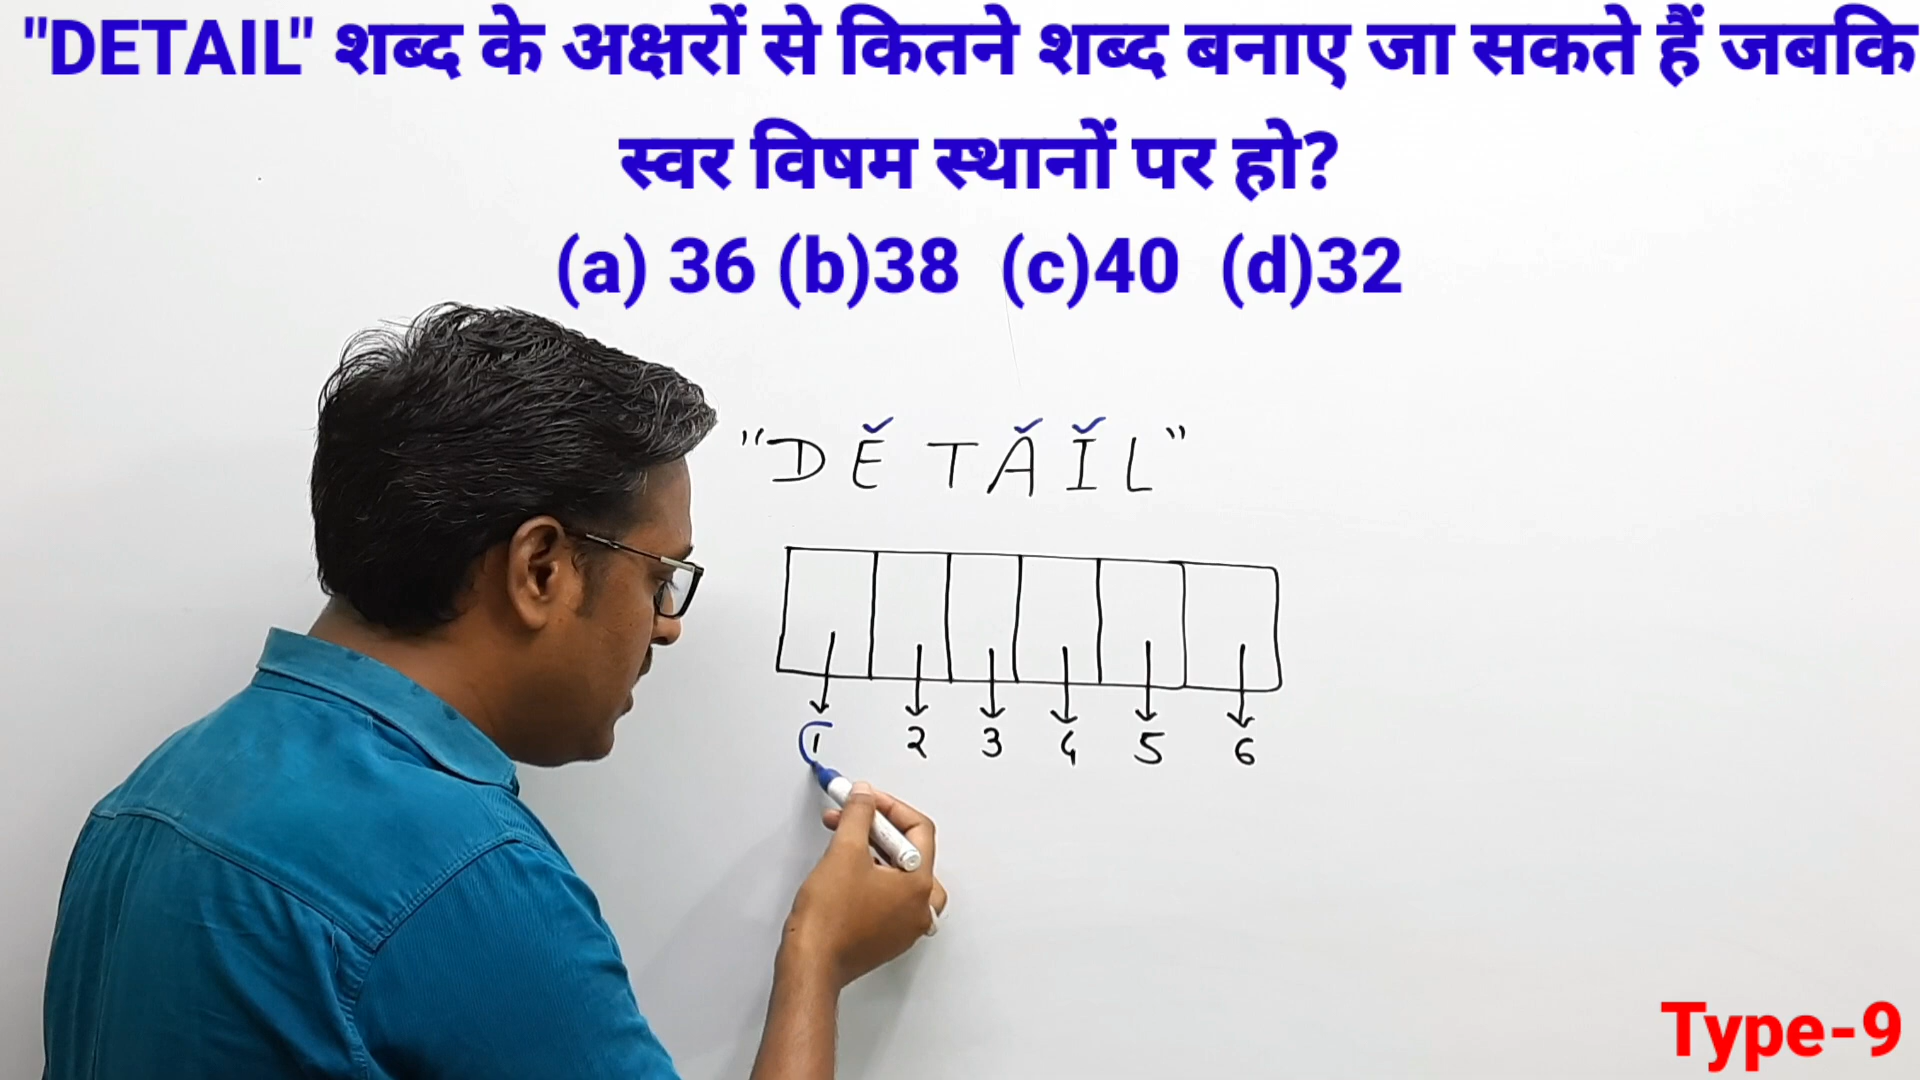 "DETAIL" शब्द के अक्षरों से कितने शब्द बनाए जा सकते हैं जबकि
स्वर विषम स्थानों पर हो?
(a) 36 (b)38 (c)40 (d)32
"DETAIL"
1 2 3 4 5 6
Type-9